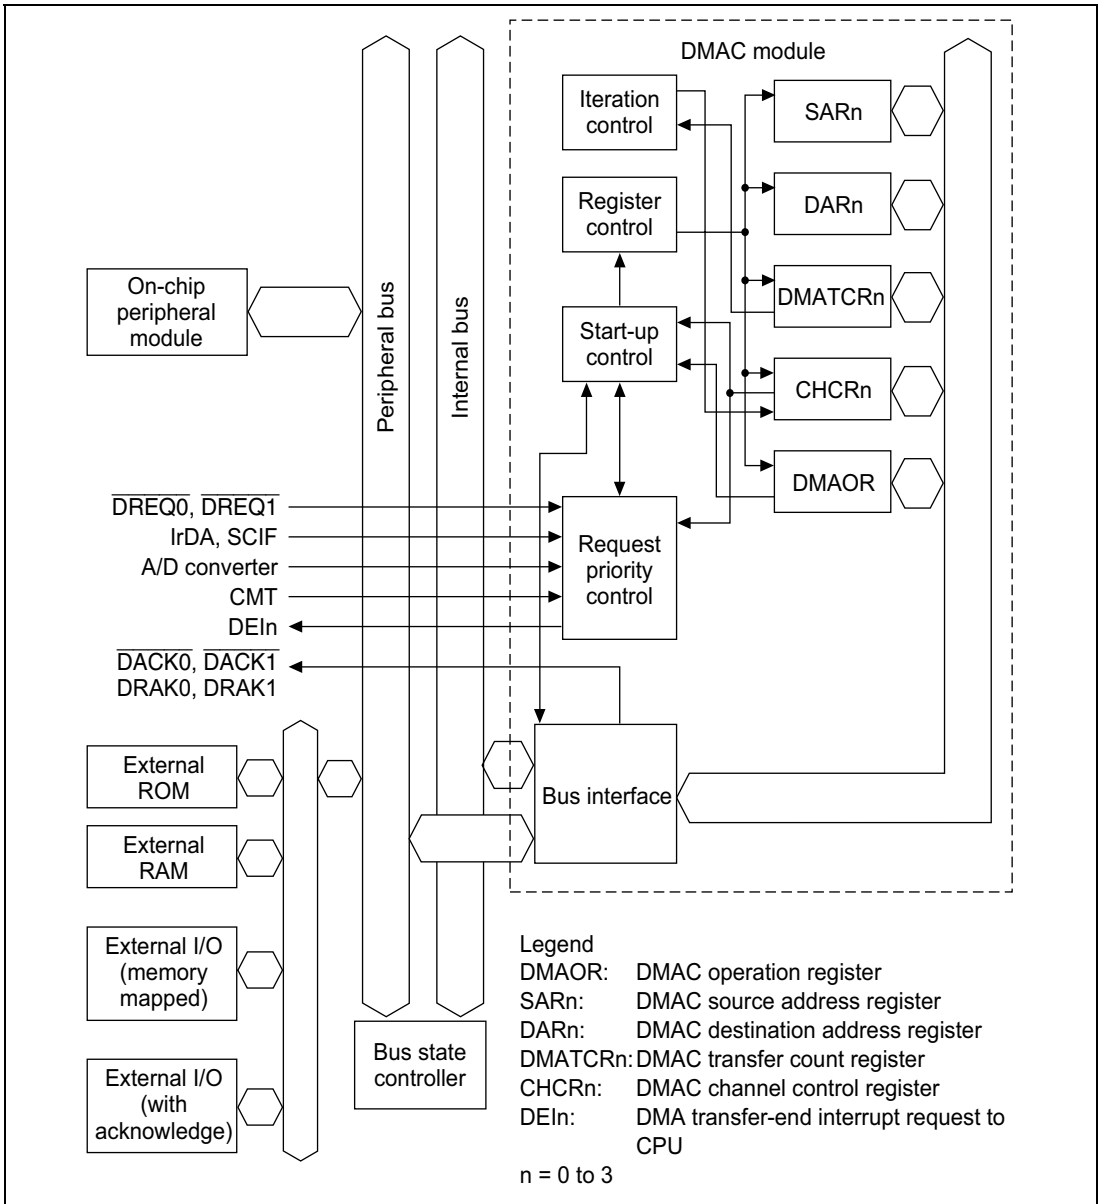 DMAC module
Iteration
control
SARn
Register
control
DARn
On-chip
peripheral
module
Peripheral bus
Internal bus
Start-up
control
DMATCRn
CHCRn
DMAOR
DREQ0, DREQ1
IrDA, SCIF
A/D converter
CMT
DEIn
DACK0, DACK1
DRAK0, DRAK1
Request
priority
control
External
ROM
Bus interface
External
RAM
External I/O
(memory
mapped)
External I/O
(with
acknowledge)
Bus state
controller
Legend
DMAOR: DMAC operation register
SARn: DMAC source address register
DARn: DMAC destination address register
DMATCRn: DMAC transfer count register
CHCRn: DMAC channel control register
DEIn: DMA transfer-end interrupt request to
CPU
n = 0 to 3